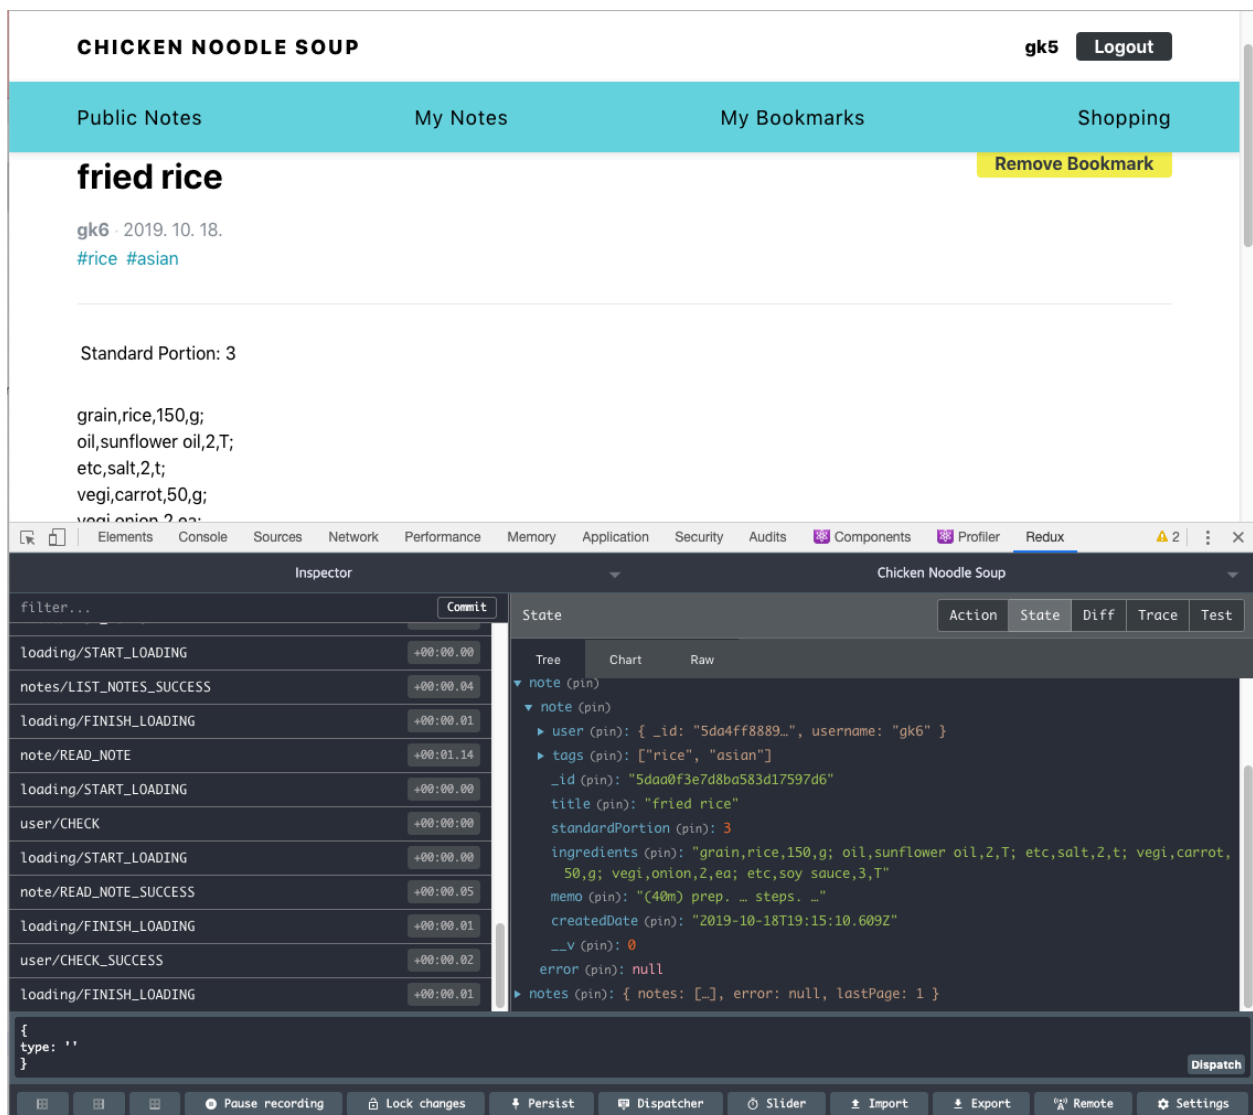 CHICKEN NOODLE SOUP
gk5 Logout
Public Notes My Notes My Bookmarks Shopping
fried rice
Remove Bookmark
gk6 · 2019. 10. 18.
#rice #asian
Standard Portion: 3
grain,rice,150,g;
oil,sunflower oil,2,T;
etc,salt,2,t;
vegi,carrot,50,g;
vegi,onion,2,ea;
Elements Console Sources Network Performance Memory Application Security Audits Components Profiler Redux 2
Inspector Chicken Noodle Soup
filter... Commit
State Action State Diff Trace Test
Tree Chart Raw
loading/START_LOADING +00:00.00
notes/LIST_NOTES_SUCCESS +00:00.04
loading/FINISH_LOADING +00:00.01
note/READ_NOTE +00:01.14
loading/START_LOADING +00:00.00
user/CHECK +00:00:00
loading/START_LOADING +00:00.00
note/READ_NOTE_SUCCESS +00:00.05
loading/FINISH_LOADING +00:00.01
user/CHECK_SUCCESS +00:00.02
loading/FINISH_LOADING +00:00.01
note (pin)
note (pin)
user (pin): { _id: "5da4ff8889…", username: "gk6" }
tags (pin): ["rice", "asian"]
_id (pin): "5daa0f3e7d8ba583d17597d6"
title (pin): "fried rice"
standardPortion (pin): 3
ingredients (pin): "grain,rice,150,g; oil,sunflower oil,2,T; etc,salt,2,t; vegi,carrot,
50,g; vegi,onion,2,ea; etc,soy sauce,3,T"
memo (pin): "(40m) prep. … steps. …"
createdDate (pin): "2019-10-18T19:15:10.609Z"
__v (pin): 0
error (pin): null
notes (pin): { notes: […], error: null, lastPage: 1 }
{
type: ''
}
Dispatch
Pause recording Lock changes Persist Dispatcher Slider Import Export Remote Settings